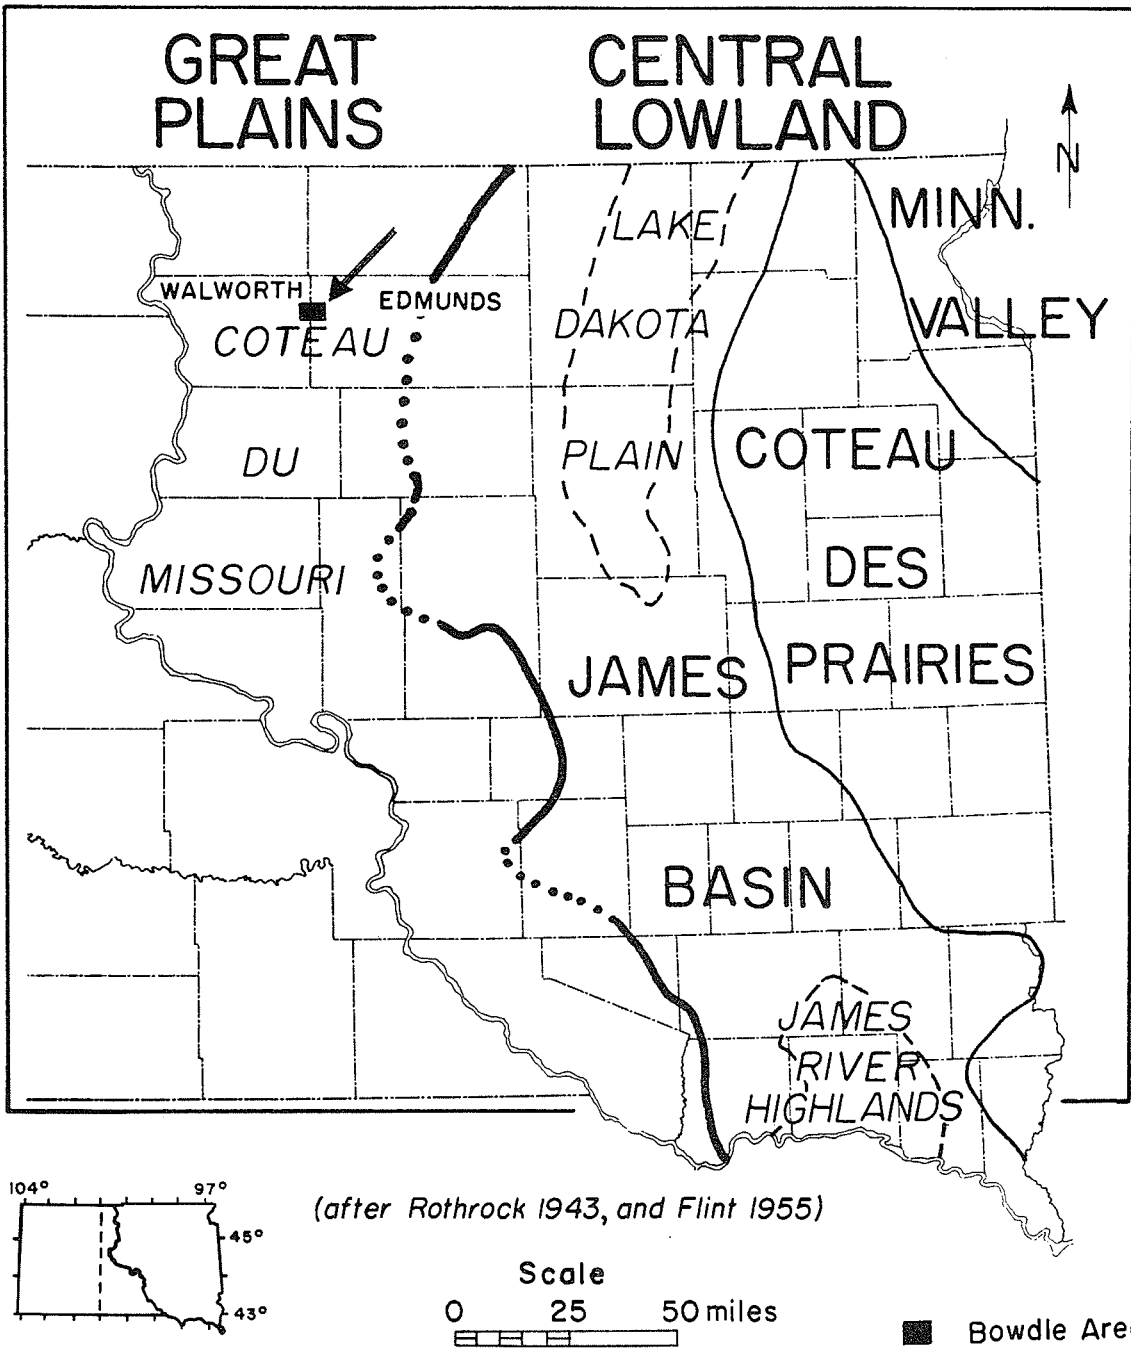 GREAT
PLAINS
CENTRAL
LOWLAND
N
MINN.
VALLEY
LAKE
DAKOTA
PLAIN
WALWORTH
EDMUNDS
COTEAU
DU
MISSOURI
COTEAU
DES
PRAIRIES
JAMES
BASIN
JAMES
RIVER
HIGHLANDS
104° 97°
45°
43°
(after Rothrock 1943, and Flint 1955)
Scale
0 25 50 miles
Bowdle Are